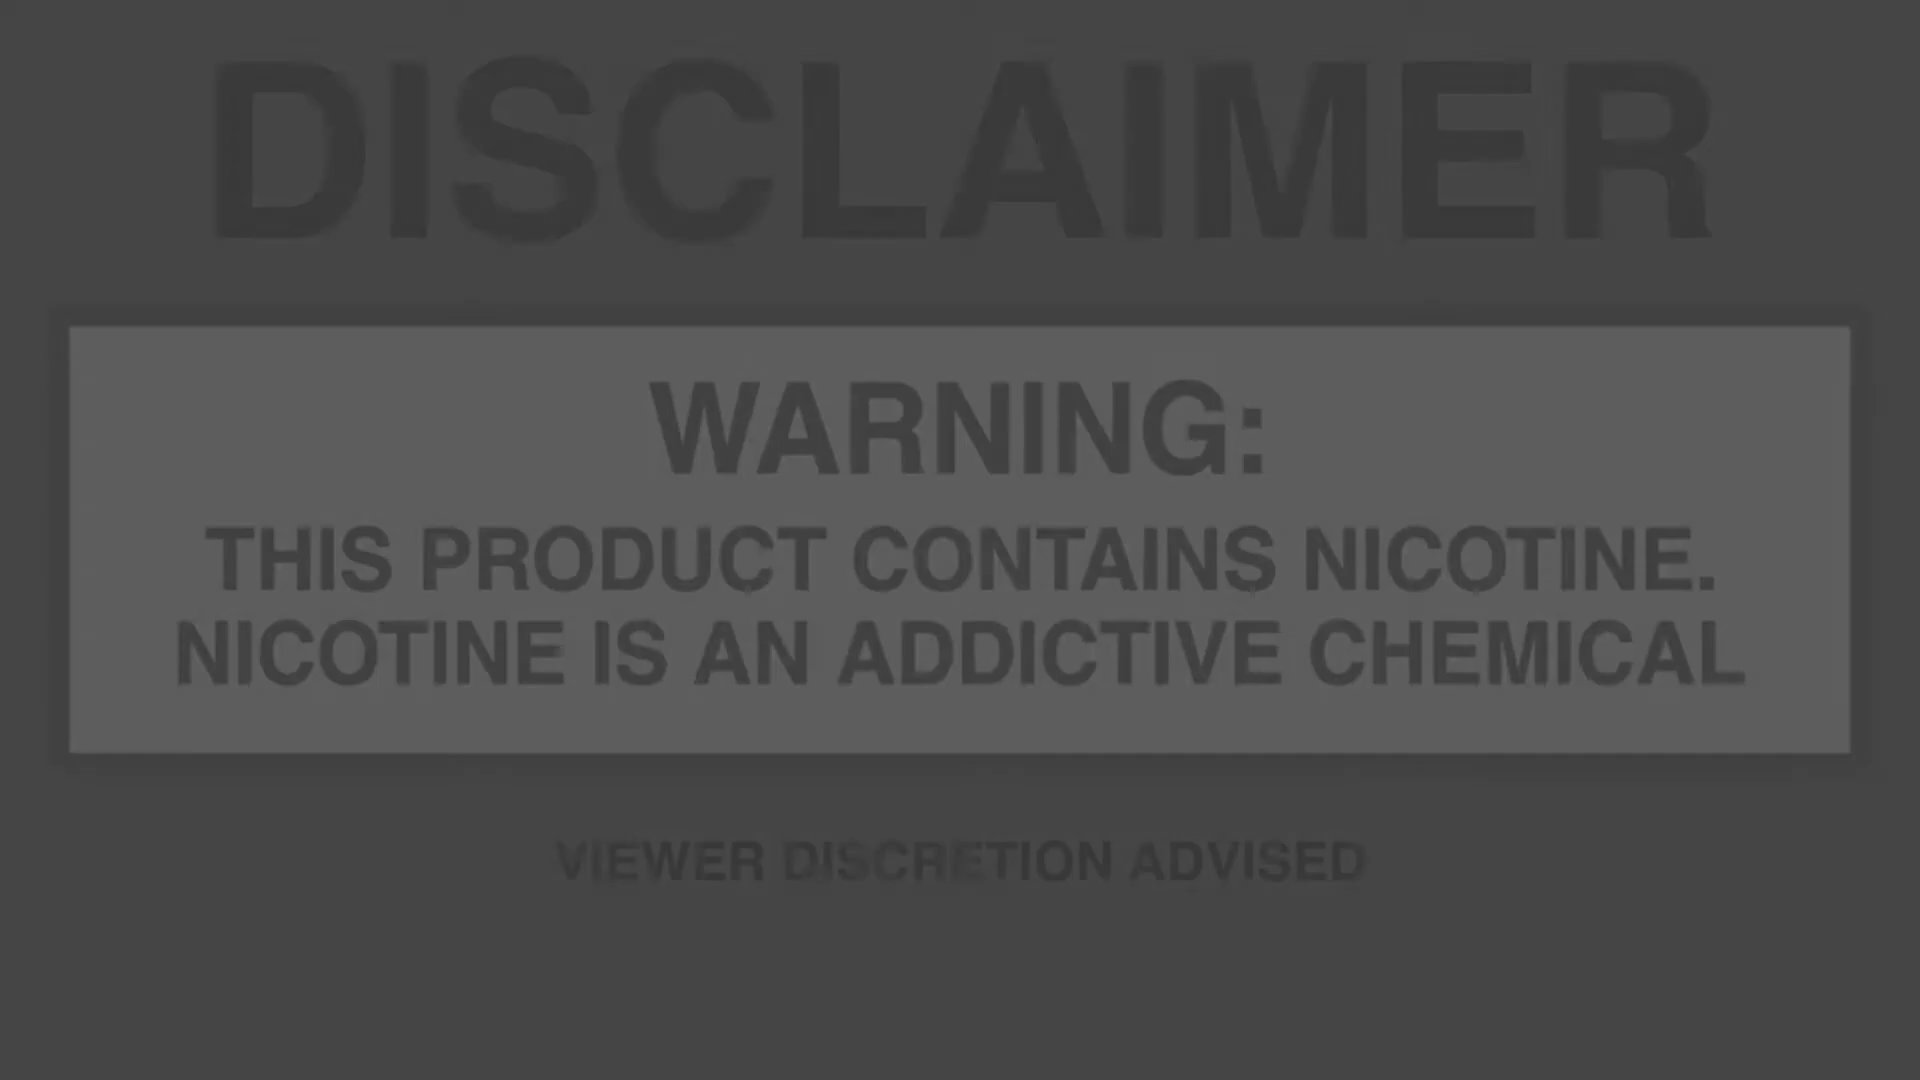 DISCLAIMER
WARNING:
THIS PRODUCT CONTAINS NICOTINE.
NICOTINE IS AN ADDICTIVE CHEMICAL
VIEWER DISCRETION ADVISED